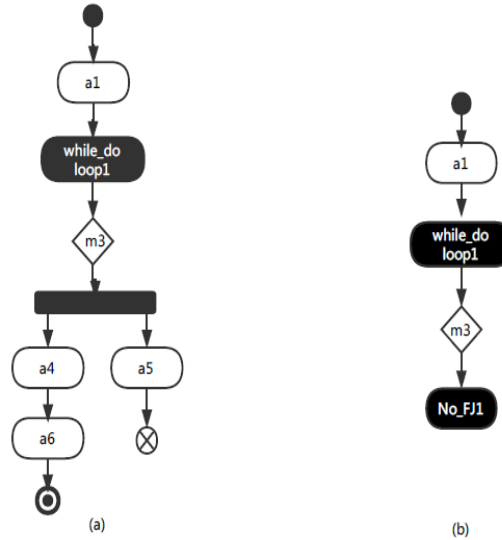 a1
while_do
loop1
m3
a4
a5
a6
(a)
a1
while_do
loop1
m3
No_FJ1
(b)